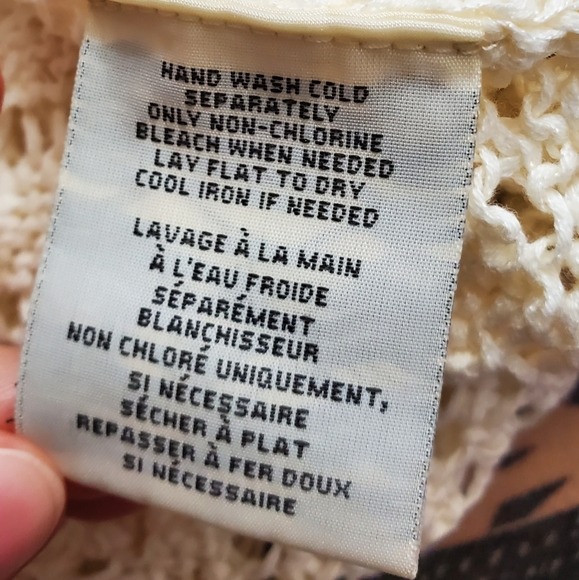 HAND WASH COLD
SEPARATELY
ONLY NON-CHLORINE
BLEACH WHEN NEEDED
LAY FLAT TO DRY
COOL IRON IF NEEDED
LAVAGE À LA MAIN
À L'EAU FROIDE
SÉPARÉMENT
BLANCHISSEUR
NON CHLORÉ UNIQUEMENT,
SI NÉCESSAIRE
SÉCHER À PLAT
REPASSER À FER DOUX
SI NÉCESSAIRE